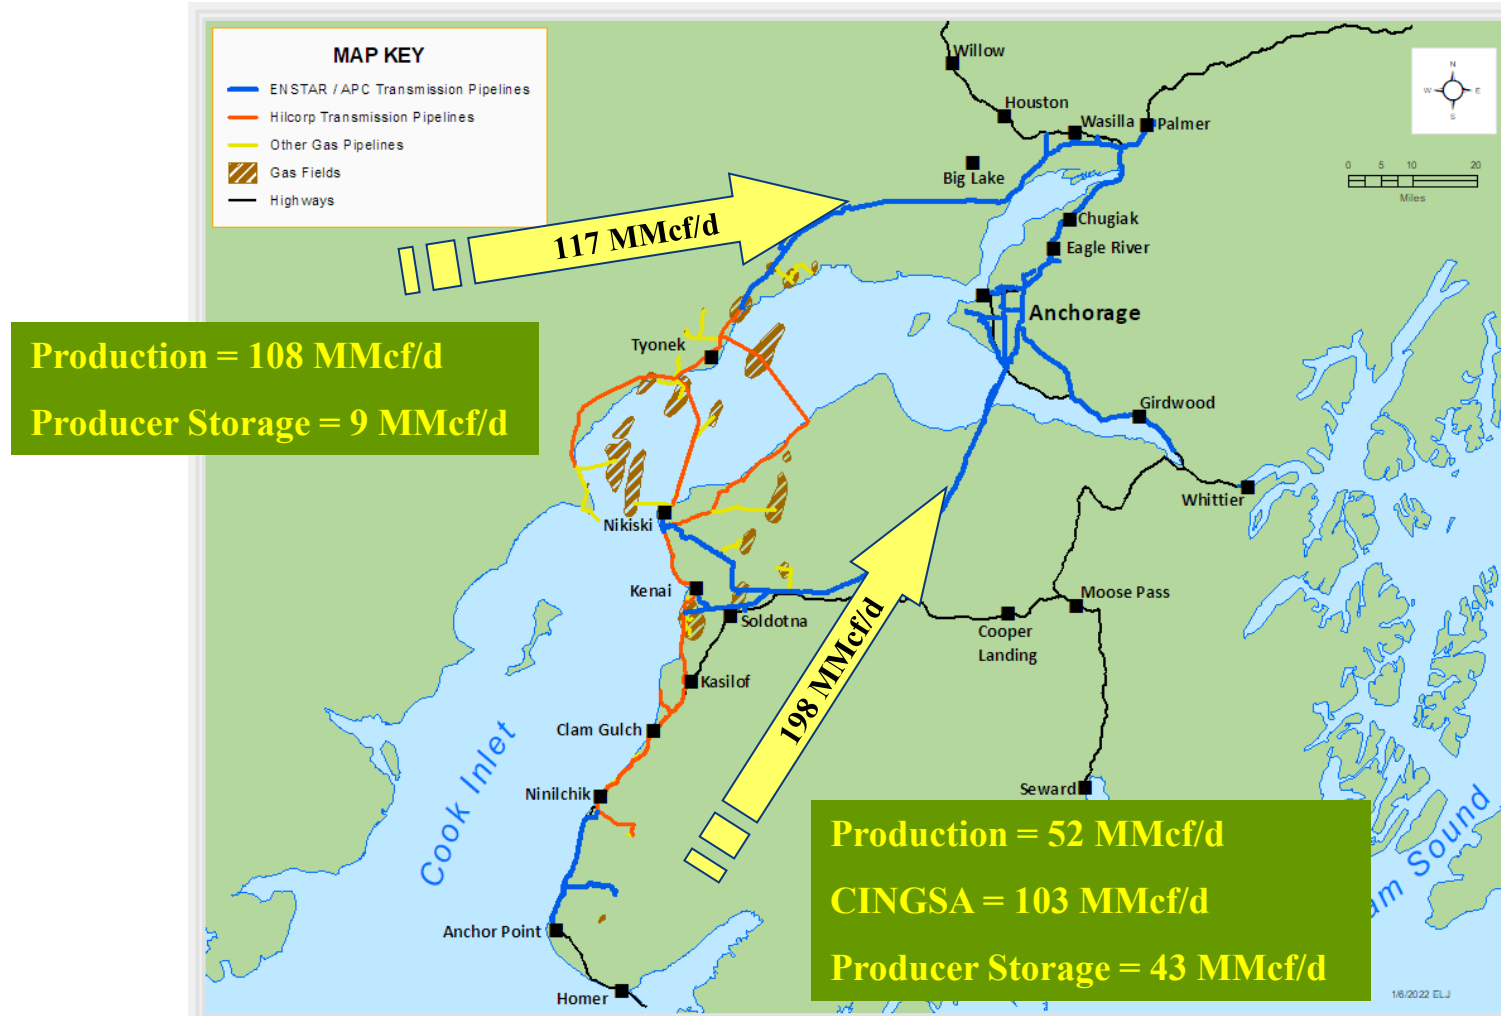 MAP KEY
ENSTAR / APC Transmission Pipelines
Hilcorp Transmission Pipelines
Other Gas Pipelines
Gas Fields
Highways
Willow
Houston
Wasilla
Palmer
Big Lake
Chugiak
Eagle River
Anchorage
N
W
E
S
0 5 10 20
Miles
117 MMcf/d
Production = 108 MMcf/d
Producer Storage = 9 MMcf/d
Tyonek
Girdwood
Whittier
Nikiski
Kenai
Soldotna
Moose Pass
Cooper
Landing
Kasilof
198 MMcf/d
Clam Gulch
Ninilchik
Seward
Cook Inlet
Production = 52 MMcf/d
CINGSA = 103 MMcf/d
Producer Storage = 43 MMcf/d
am Sound
Anchor Point
Homer
1/6/2022 ELJ